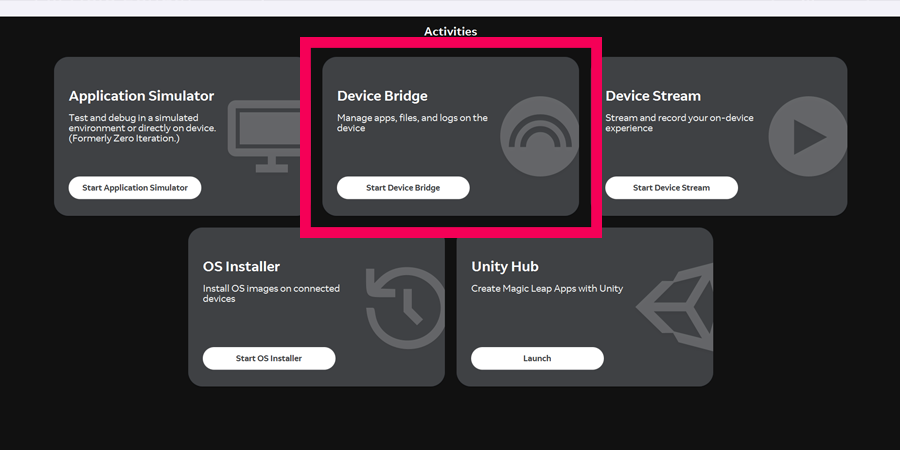 Activities
Application Simulator
Test and debug in a simulated
environment or directly on device.
(Formerly Zero Iteration.)
Start Application Simulator
Device Bridge
Manage apps, files, and logs on the
device
Start Device Bridge
Device Stream
Stream and record your on-device
experience
Start Device Stream
OS Installer
Install OS images on connected
devices
Start OS Installer
Unity Hub
Create Magic Leap Apps with Unity
Launch